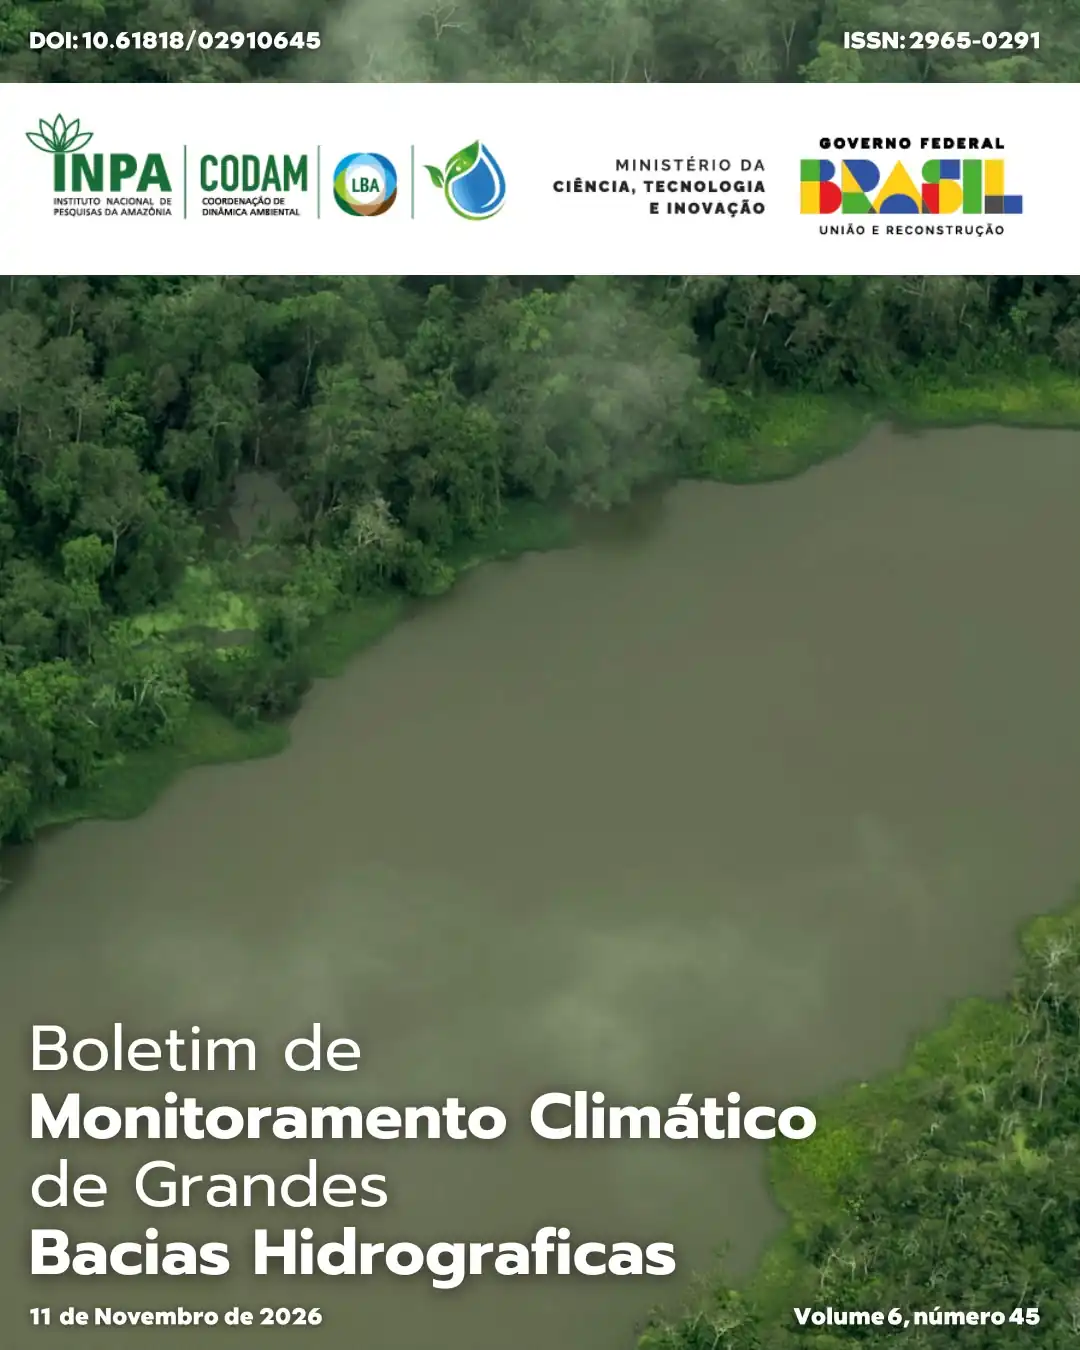 DOI: 10.61818/02910645
ISSN: 2965-0291
INPA
INSTITUTO NACIONAL DE
PESQUISAS DA AMAZÔNIA
CODAM
COORDENAÇÃO DE
DINÂMICA AMBIENTAL
LBA
MINISTÉRIO DA
CIÊNCIA, TECNOLOGIA
E INOVAÇÃO
GOVERNO FEDERAL
BRASIL
UNIÃO E RECONSTRUÇÃO
Boletim de
Monitoramento Climático
de Grandes
Bacias Hidrograficas
11 de Novembro de 2026
Volume 6, número 45